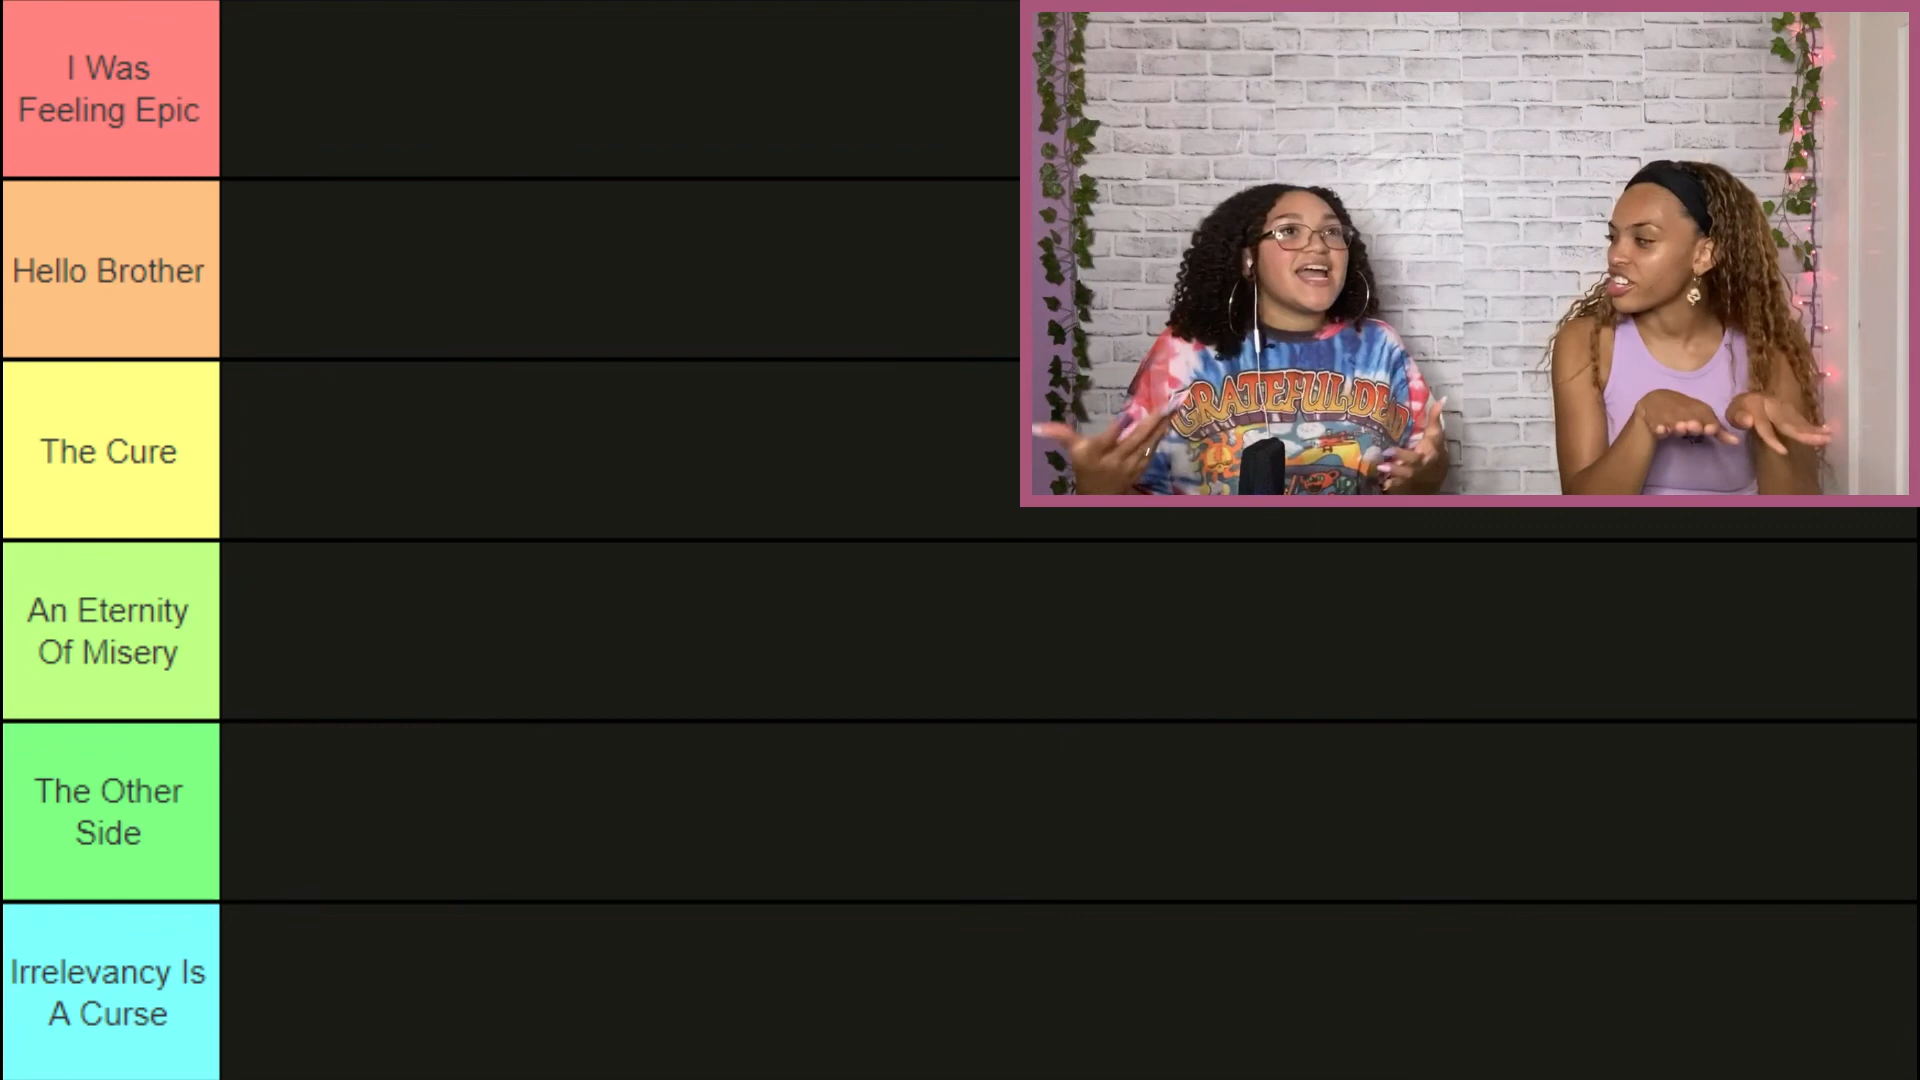 I Was
Feeling Epic
Hello Brother
The Cure
An Eternity
Of Misery
The Other
Side
Irrelevancy Is
A Curse
GRATEFUL DEAD